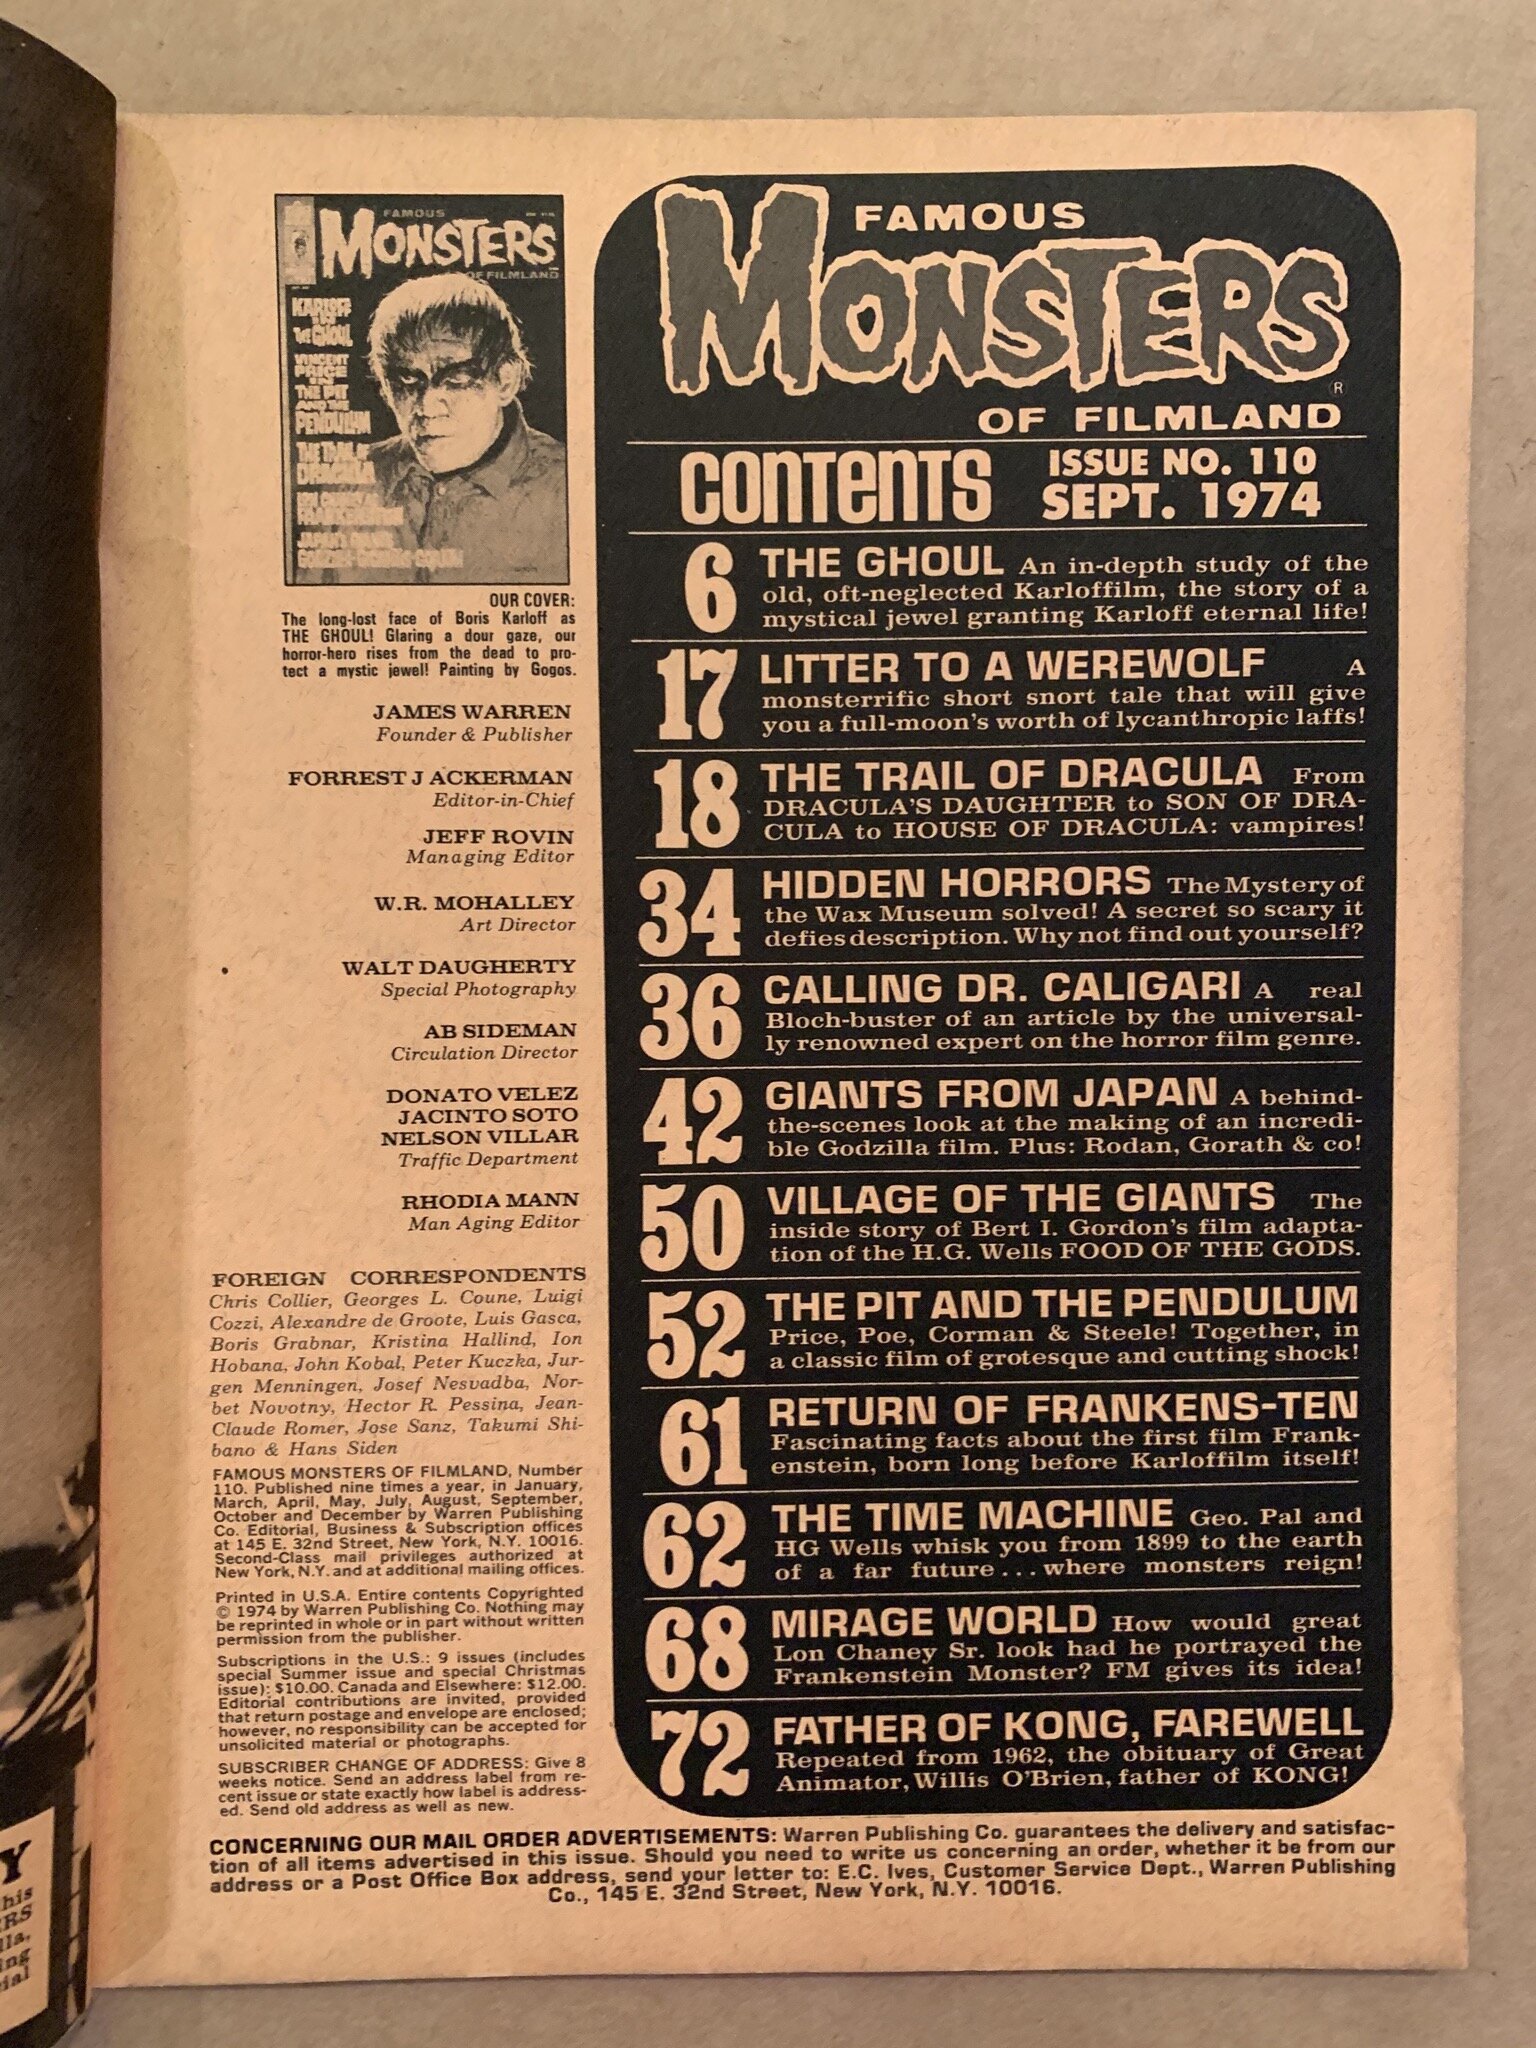 FAMOUS
MONSTERS
OF FILMLAND
KARLOFF
IN
THE GHOUL
VINCENT
PRICE
IN
THE PIT
AND THE
PENDULUM
THE TRAIL OF
DRACULA
OUR COVER:
The long-lost face of Boris Karloff as
THE GHOUL! Glaring a dour gaze, our
horror-hero rises from the dead to pro-
tect a mystic jewel! Painting by Gogos.
JAMES WARREN
Founder & Publisher
FORREST J ACKERMAN
Editor-in-Chief
JEFF ROVIN
Managing Editor
W.R. MOHALLEY
Art Director
WALT DAUGHERTY
Special Photography
AB SIDEMAN
Circulation Director
DONATO VELEZ
JACINTO SOTO
NELSON VILLAR
Traffic Department
RHODIA MANN
Man Aging Editor
FOREIGN CORRESPONDENTS
Chris Collier, Georges L. Coune, Luigi
Cozzi, Alexandre de Groote, Luis Gasca,
Boris Grabnar, Kristina Hallind, Ion
Hobana, John Kobal, Peter Kuczka, Jur-
gen Menningen, Josef Nesvadba, Nor-
bet Novotny, Hector R. Pessina, Jean-
Claude Romer, Jose Sanz, Takumi Shi-
bano & Hans Siden
FAMOUS MONSTERS OF FILMLAND, Number
110. Published nine times a year, in January,
March, April, May, July, August, September,
October and December by Warren Publishing
Co. Editorial, Business & Subscription offices
at 145 E. 32nd Street, New York, N.Y. 10016.
Second-Class mail privileges authorized at
New York, N.Y. and at additional mailing offices.
Printed in U.S.A. Entire contents Copyrighted
© 1974 by Warren Publishing Co. Nothing may
be reprinted in whole or in part without written
permission from the publisher.
Subscriptions in the U.S.: 9 issues (includes
special Summer issue and special Christmas
issue): $10.00. Canada and Elsewhere: $12.00.
Editorial contributions are invited, provided
that return postage and envelope are enclosed;
however, no responsibility can be accepted for
unsolicited material or photographs.
SUBSCRIBER CHANGE OF ADDRESS: Give 8
weeks notice. Send an address label from re-
cent issue or state exactly how label is address-
ed. Send old address as well as new.
FAMOUS
MONSTERS
®
OF FILMLAND
CONTENTS
ISSUE NO. 110
SEPT. 1974
6 THE GHOUL An in-depth study of the
old, oft-neglected Karloffilm, the story of a
mystical jewel granting Karloff eternal life!
17 LITTER TO A WEREWOLF A
monsterrific short snort tale that will give
you a full-moon's worth of lycanthropic laffs!
18 THE TRAIL OF DRACULA From
DRACULA'S DAUGHTER to SON OF DRA-
CULA to HOUSE OF DRACULA: vampires!
34 HIDDEN HORRORS The Mystery of
the Wax Museum solved! A secret so scary it
defies description. Why not find out yourself?
36 CALLING DR. CALIGARI A real
Bloch-buster of an article by the universal-
ly renowned expert on the horror film genre.
42 GIANTS FROM JAPAN A behind-
the-scenes look at the making of an incredi-
ble Godzilla film. Plus: Rodan, Gorath & co!
50 VILLAGE OF THE GIANTS The
inside story of Bert I. Gordon's film adapta-
tion of the H.G. Wells FOOD OF THE GODS.
52 THE PIT AND THE PENDULUM
Price, Poe, Corman & Steele! Together, in
a classic film of grotesque and cutting shock!
61 RETURN OF FRANKENS-TEN
Fascinating facts about the first film Frank-
enstein, born long before Karloffilm itself!
62 THE TIME MACHINE Geo. Pal and
HG Wells whisk you from 1899 to the earth
of a far future . . . where monsters reign!
68 MIRAGE WORLD How would great
Lon Chaney Sr. look had he portrayed the
Frankenstein Monster? FM gives its idea!
72 FATHER OF KONG, FAREWELL
Repeated from 1962, the obituary of Great
Animator, Willis O'Brien, father of KONG!
CONCERNING OUR MAIL ORDER ADVERTISEMENTS: Warren Publishing Co. guarantees the delivery and satisfac-
tion of all items advertised in this issue. Should you need to write us concerning an order, whether it be from our
address or a Post Office Box address, send your letter to: E.C. Ives, Customer Service Dept., Warren Publishing
Co., 145 E. 32nd Street, New York, N.Y. 10016.